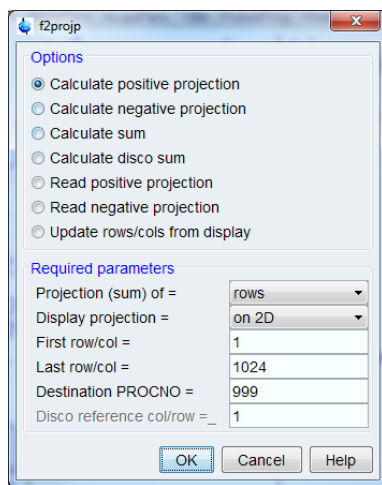 f2projp
Options
Calculate positive projection
Calculate negative projection
Calculate sum
Calculate disco sum
Read positive projection
Read negative projection
Update rows/cols from display
Required parameters
Projection (sum) of = rows
Display projection = on 2D
First row/col = 1
Last row/col = 1024
Destination PROCNO = 999
Disco reference col/row =_ 1
OK Cancel Help